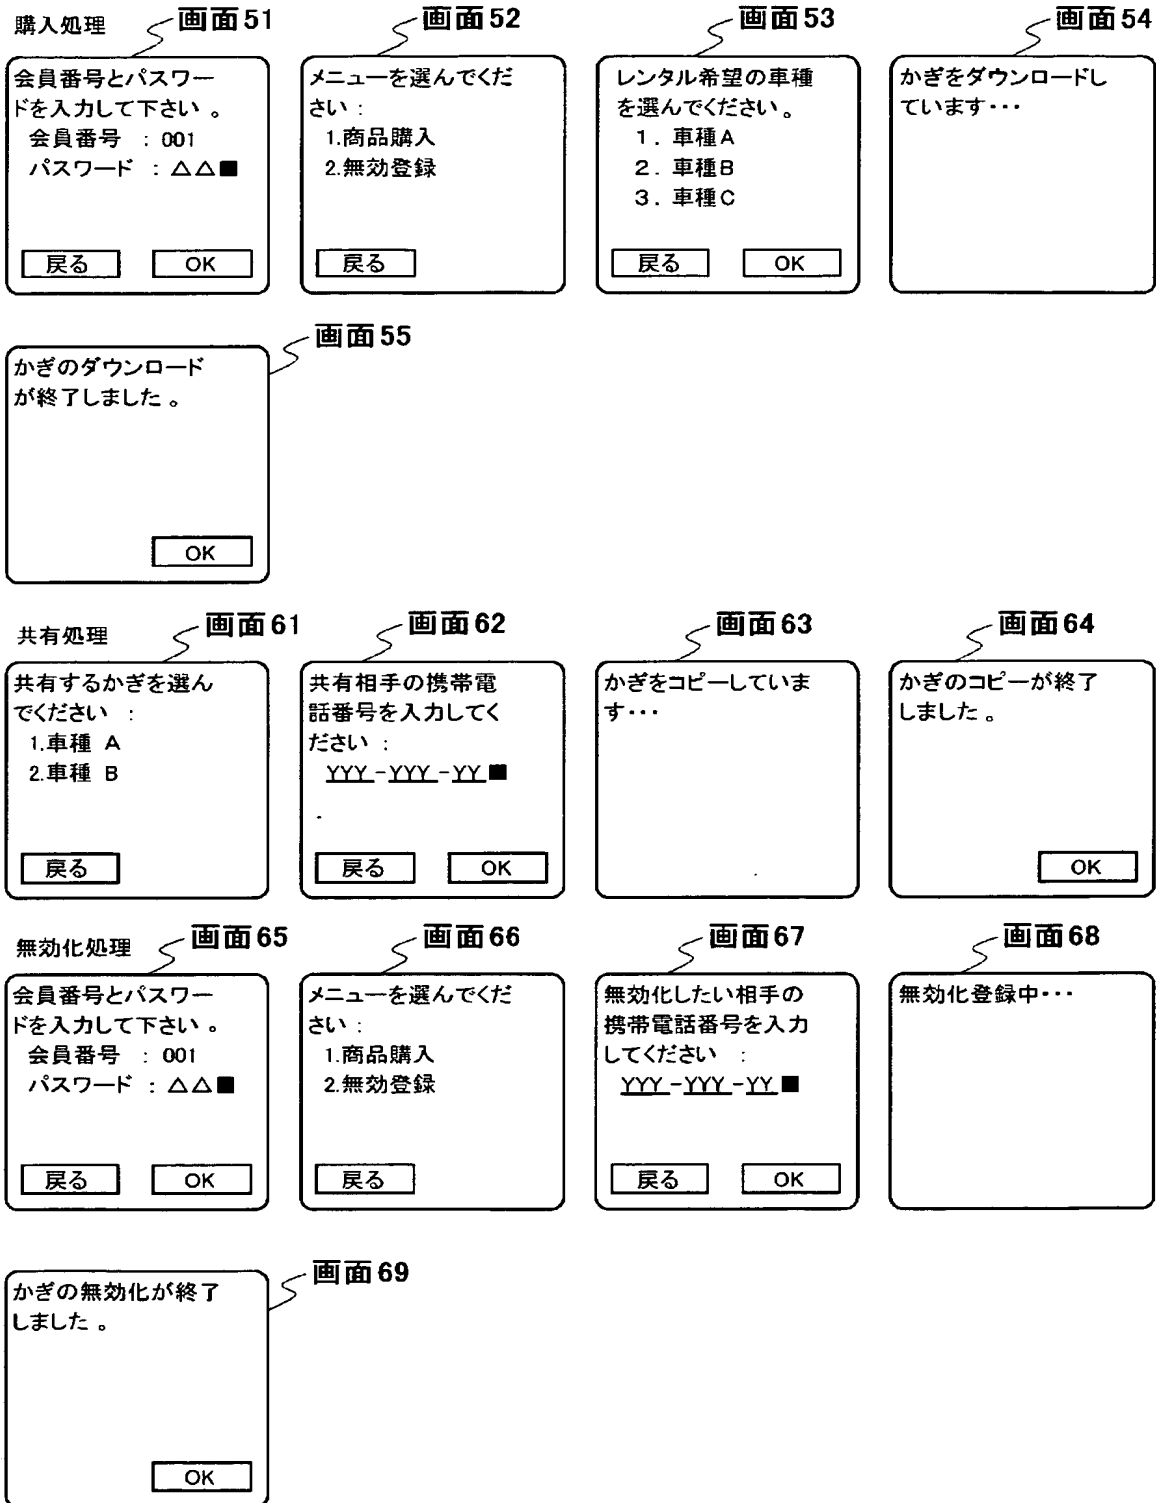 購入処理
画面51
会員番号とパスワー
ドを入力して下さい。
会員番号 : 001
パスワード : △△■
戻る OK
画面52
メニューを選んでくだ
さい :
1.商品購入
2.無効登録
戻る
画面53
レンタル希望の車種
を選んでください。
1. 車種A
2. 車種B
3. 車種C
戻る OK
画面54
かぎをダウンロードし
ています・・・
画面55
かぎのダウンロード
が終了しました。
OK
共有処理
画面61
共有するかぎを選ん
でください :
1.車種 A
2.車種 B
戻る
画面62
共有相手の携帯電
話番号を入力してく
ださい :
YYY-YYY-YY■
戻る OK
画面63
かぎをコピーしていま
す・・・
画面64
かぎのコピーが終了
しました。
OK
無効化処理
画面65
会員番号とパスワー
ドを入力して下さい。
会員番号 : 001
パスワード : △△■
戻る OK
画面66
メニューを選んでくだ
さい :
1.商品購入
2.無効登録
戻る
画面67
無効化したい相手の
携帯電話番号を入力
してください :
YYY-YYY-YY■
戻る OK
画面68
無効化登録中・・・
画面69
かぎの無効化が終了
しました。
OK